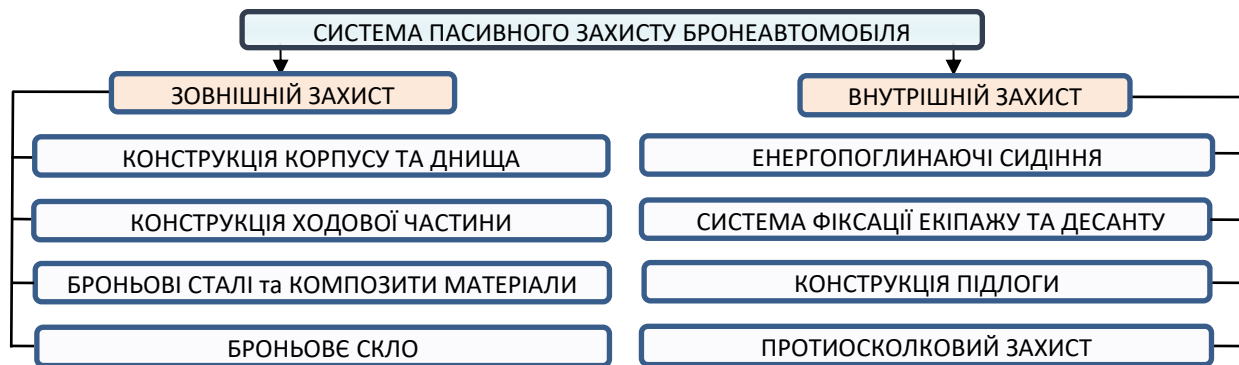 СИСТЕМА ПАСИВНОГО ЗАХИСТУ БРОНЕАВТОМОБІЛЯ
ЗОВНІШНІЙ ЗАХИСТ
КОНСТРУКЦІЯ КОРПУСУ ТА ДНИЩА
КОНСТРУКЦІЯ ХОДОВОЇ ЧАСТИНИ
БРОНЬОВІ СТАЛІ та КОМПОЗИТИ МАТЕРІАЛИ
БРОНЬОВЄ СКЛО
ВНУТРІШНІЙ ЗАХИСТ
ЕНЕРГОПОГЛИНАЮЧІ СИДІННЯ
СИСТЕМА ФІКСАЦІЇ ЕКІПАЖУ ТА ДЕСАНТУ
КОНСТРУКЦІЯ ПІДЛОГИ
ПРОТИОСКОЛКОВИЙ ЗАХИСТ